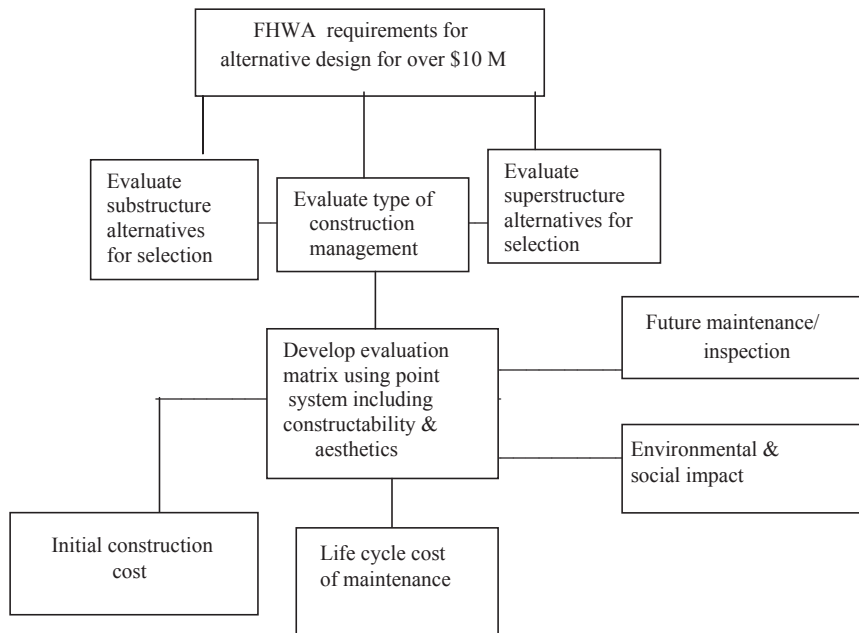 FHWA requirements for
alternative design for over $10 M
Evaluate
substructure
alternatives
for selection
Evaluate type of
construction
management
Evaluate
superstructure
alternatives for
selection
Develop evaluation
matrix using point
system including
constructability &
aesthetics
Future maintenance/
inspection
Environmental &
social impact
Initial construction
cost
Life cycle cost
of maintenance